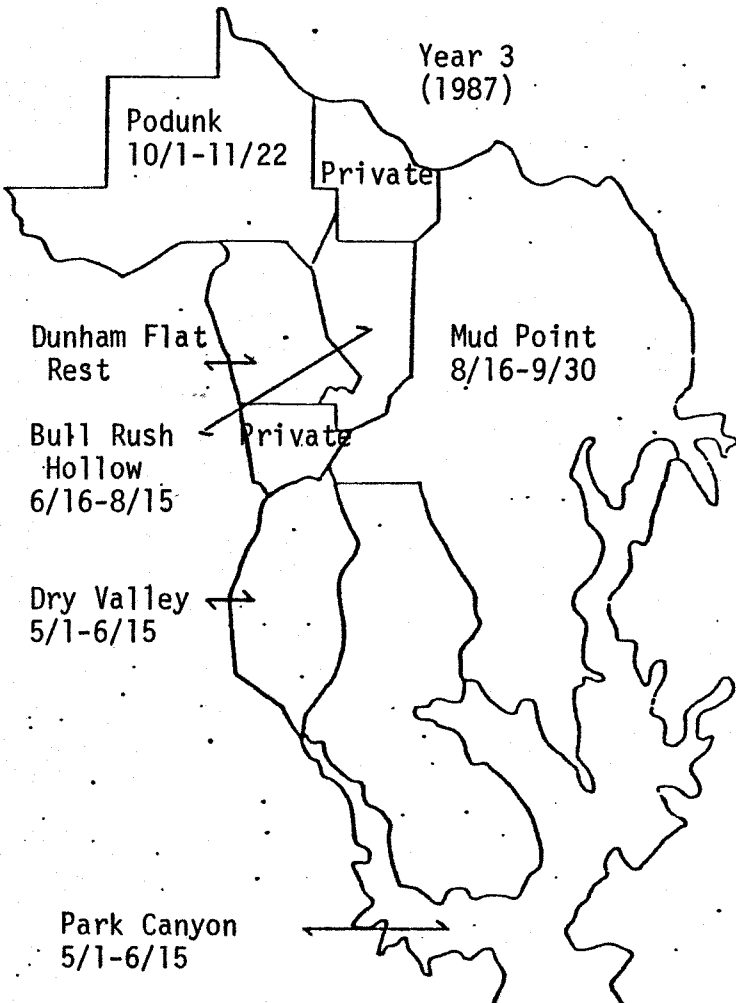 Year 3
(1987)
Podunk
10/1-11/22
Private
Dunham Flat
Rest
Mud Point
8/16-9/30
Bull Rush
Hollow
6/16-8/15
Private
Dry Valley
5/1-6/15
Park Canyon
5/1-6/15